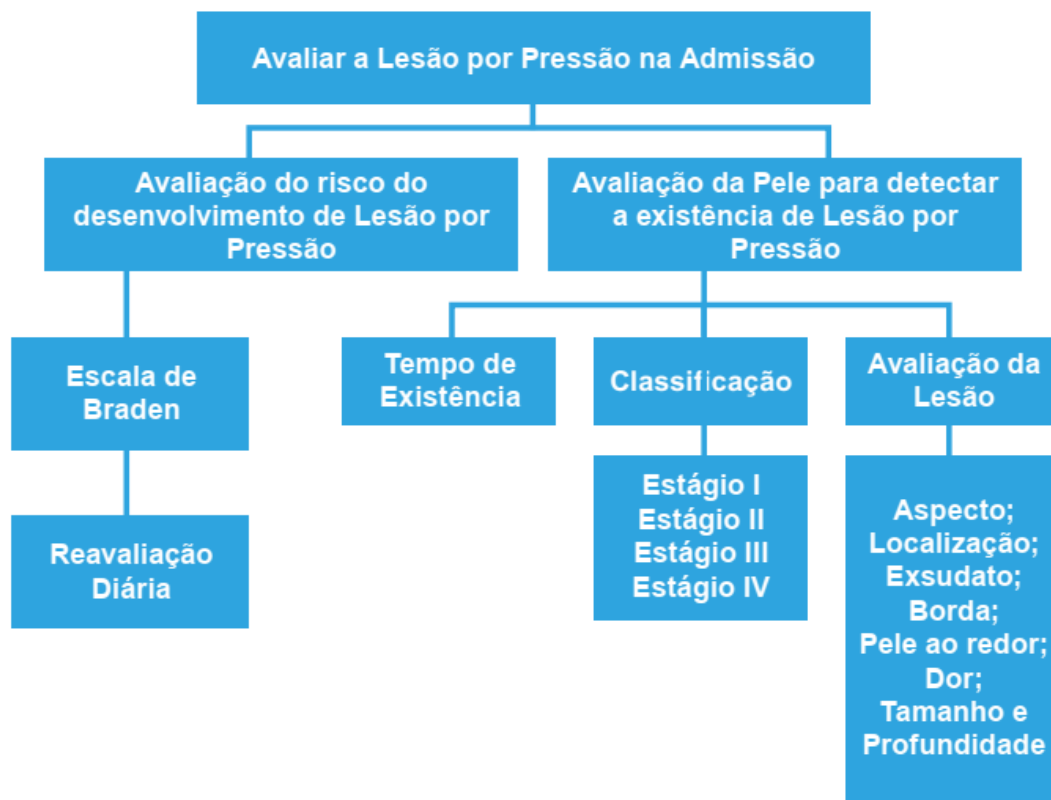 Avaliar a Lesão por Pressão na Admissão
Avaliação do risco do
desenvolvimento de Lesão por
Pressão
Avaliação da Pele para detectar
a existência de Lesão por
Pressão
Escala de
Braden
Tempo de
Existência
Classificação
Avaliação da
Lesão
Reavaliação
Diária
Estágio I
Estágio II
Estágio III
Estágio IV
Aspecto;
Localização;
Exsudato;
Borda;
Pele ao redor;
Dor;
Tamanho e
Profundidade